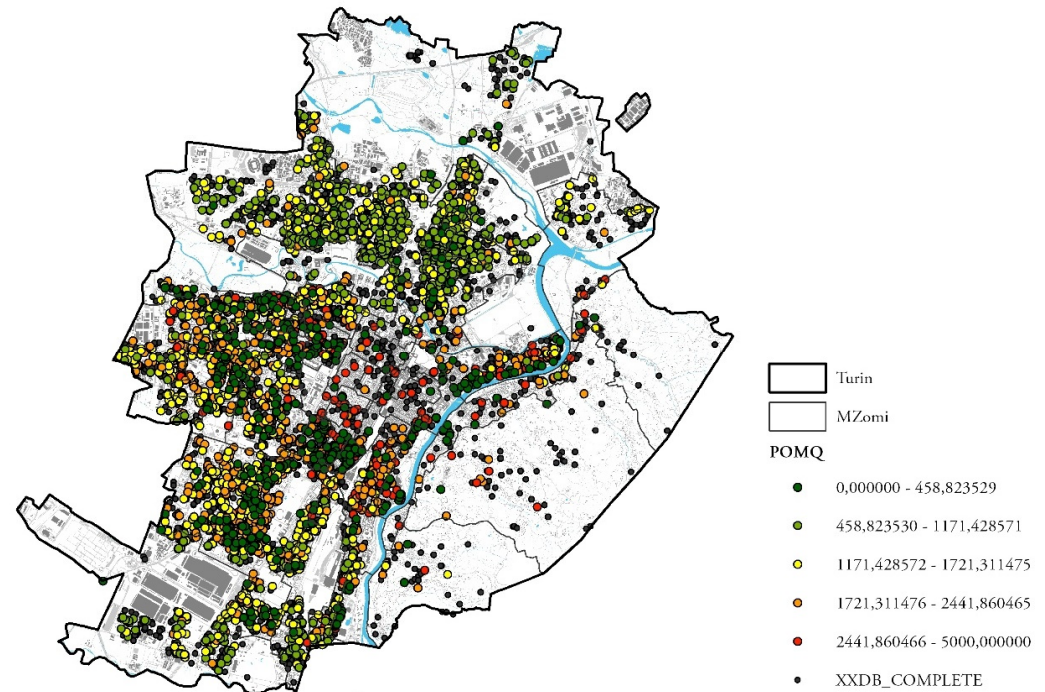 Turin
MZomi
POMQ
0,000000 - 458,823529
458,823530 - 1171,428571
1171,428572 - 1721,311475
1721,311476 - 2441,860465
2441,860466 - 5000,000000
XXDB_COMPLETE